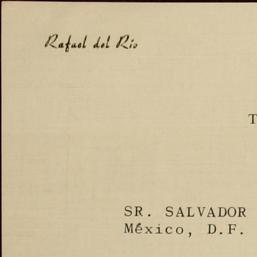 Rafael del Río
T
SR. SALVADOR
México, D.F.